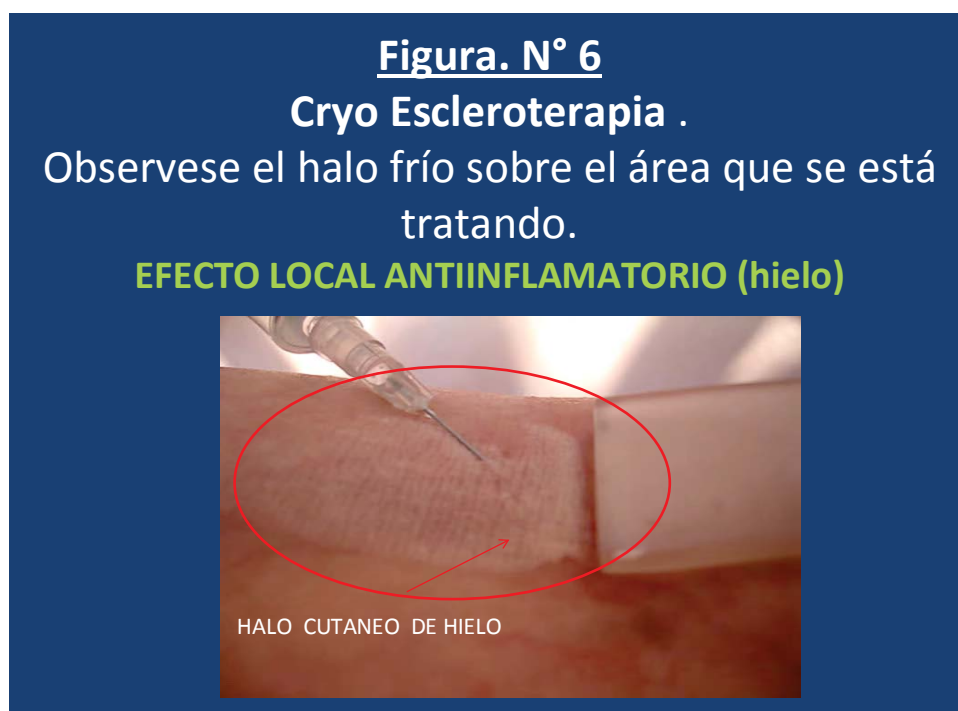 Figura. N° 6
Cryo Escleroterapia .
Observese el halo frío sobre el área que se está
tratando.
EFECTO LOCAL ANTIINFLAMATORIO (hielo)
HALO CUTANEO DE HIELO